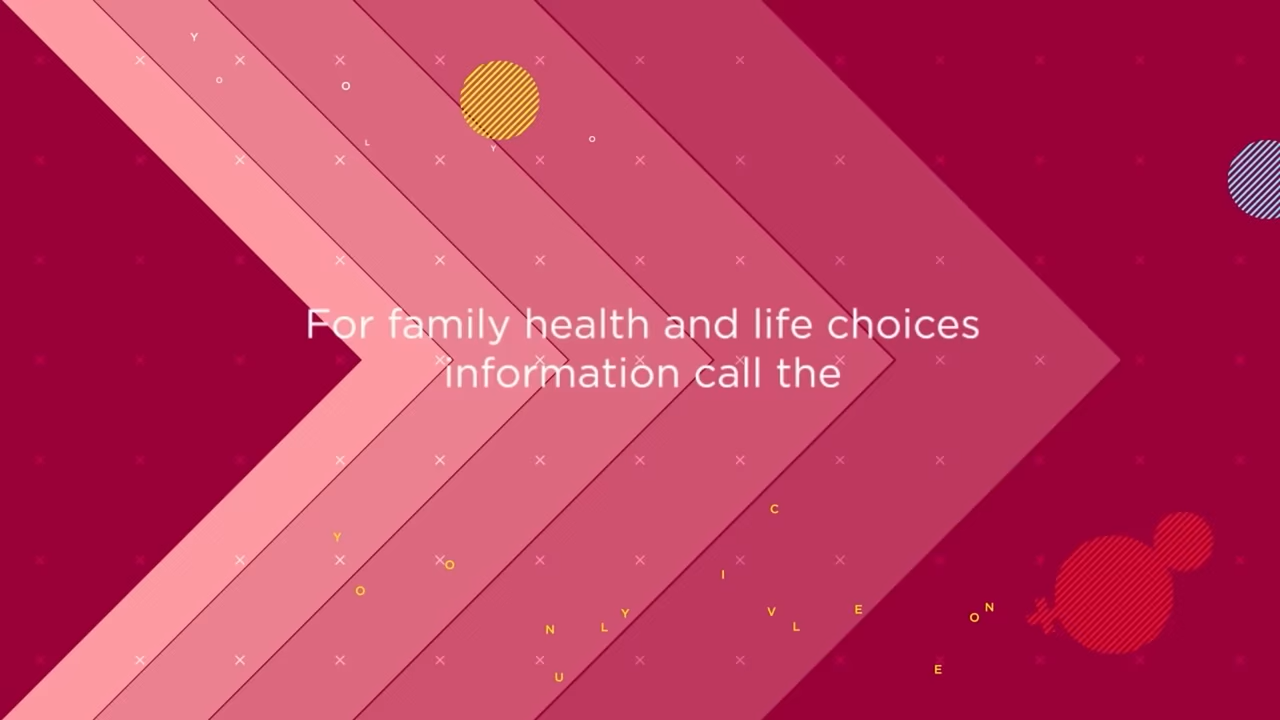 Y
O O
L Y O
For family health and life choices
information call the
C
Y O
I
O
N L Y V L E O N
U E